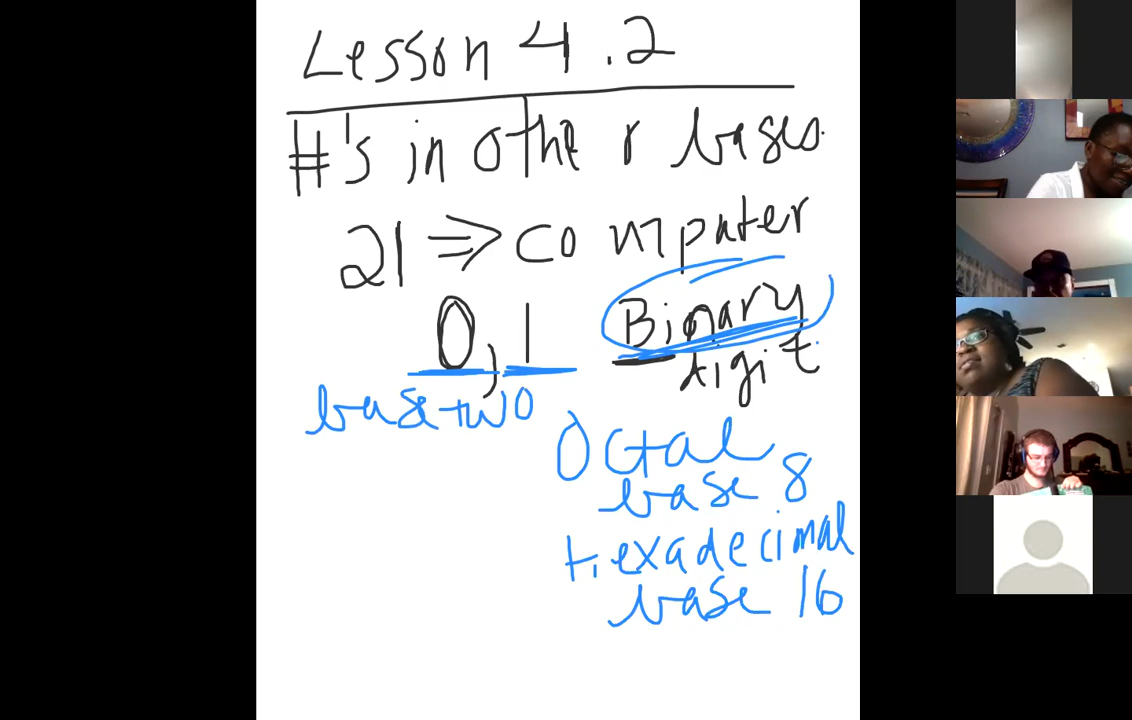 Lesson 4.2
#'s in other bases
21 ⇒ computer
0, 1 Binary
digit
base two
Octal
base 8
Hexadecimal
base 16